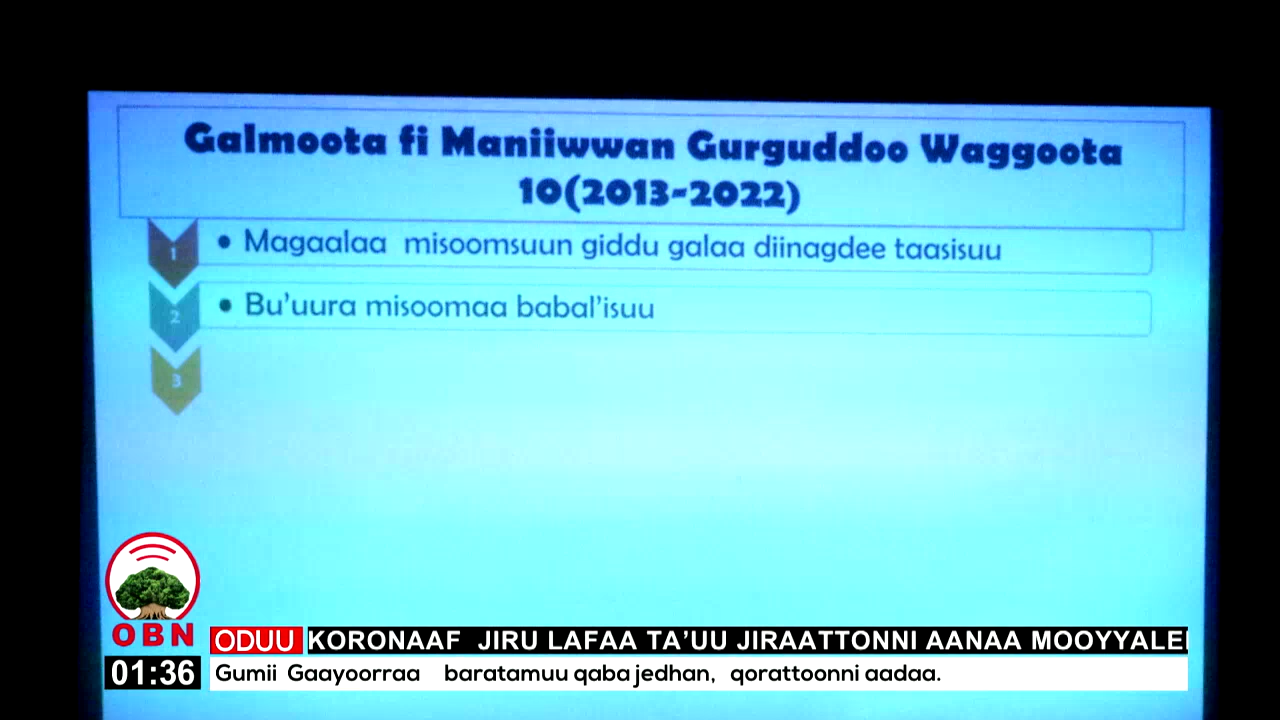 Galmoota fi Maniiwwan Gurguddoo Waggoota
10(2013-2022)
1
• Magaalaa misoomsuun giddu galaa diinagdee taasisuu
2
• Bu'uura misoomaa babal'isuu
3
OBN
ODUU KORONAAF JIRU LAFAA TA'UU JIRAATTONNI AANAA MOOYYALE
01:36
Gumii Gaayoorraa baratamuu qaba jedhan, qorattoonni aadaa.